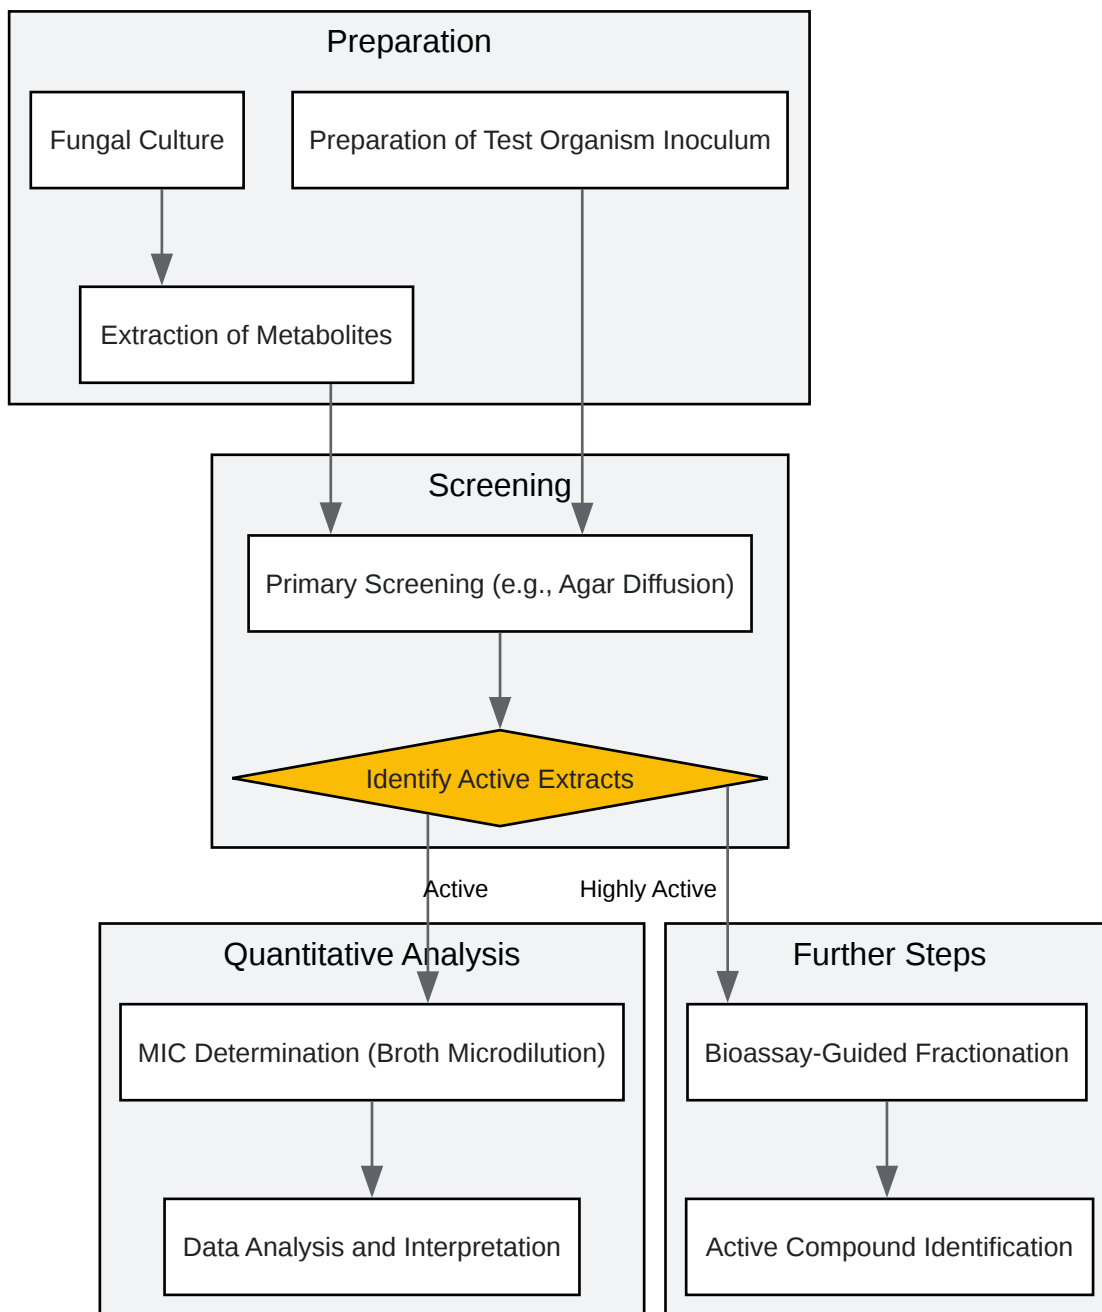 Preparation
Fungal Culture
Preparation of Test Organism Inoculum
Extraction of Metabolites
Screening
Primary Screening (e.g., Agar Diffusion)
Identify Active Extracts
Active
Highly Active
Quantitative Analysis
Further Steps
MIC Determination (Broth Microdilution)
Bioassay-Guided Fractionation
Data Analysis and Interpretation
Active Compound Identification